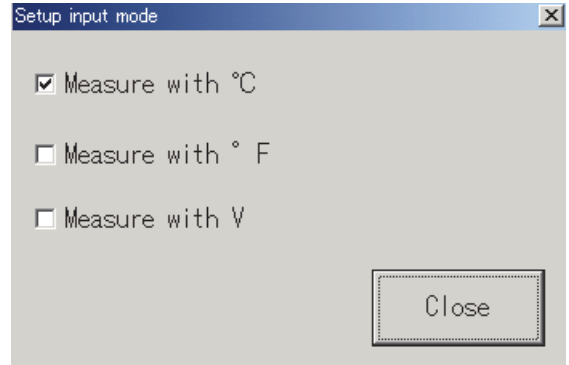 Setup input mode
Measure with ℃
Measure with ° F
Measure with V
Close